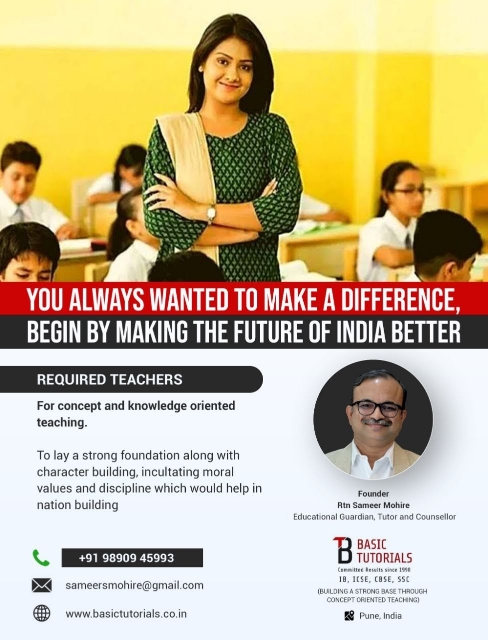 YOU ALWAYS WANTED TO MAKE A DIFFERENCE,
BEGIN BY MAKING THE FUTURE OF INDIA BETTER
REQUIRED TEACHERS
For concept and knowledge oriented
teaching.
To lay a strong foundation along with
character building, incultating moral
values and discipline which would help in
nation building
+91 98909 45993
sameersmohire@gmail.com
www.basictutorials.co.in
Founder
Rtn Sameer Mohire
Educational Guardian, Tutor and Counsellor
TB BASIC
TUTORIALS
Committed Results since 1998
IB, ICSE, CBSE, SSC
(BUILDING A STRONG BASE THROUGH
CONCEPT ORIENTED TEACHING)
Pune, India